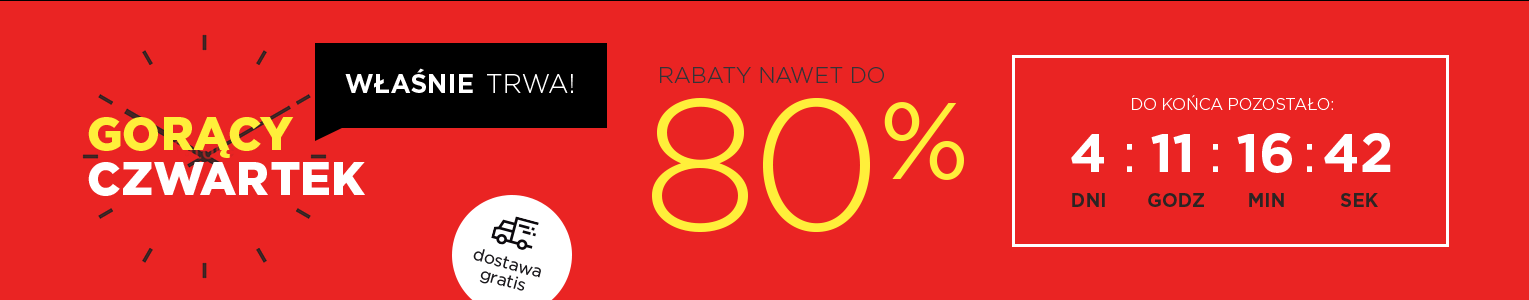 GORĄCY
CZWARTEK
WŁAŚNIE TRWA!
dostawa
gratis
RABATY NAWET DO
80%
DO KOŃCA POZOSTAŁO:
4 : 11 : 16 : 42
DNI GODZ MIN SEK